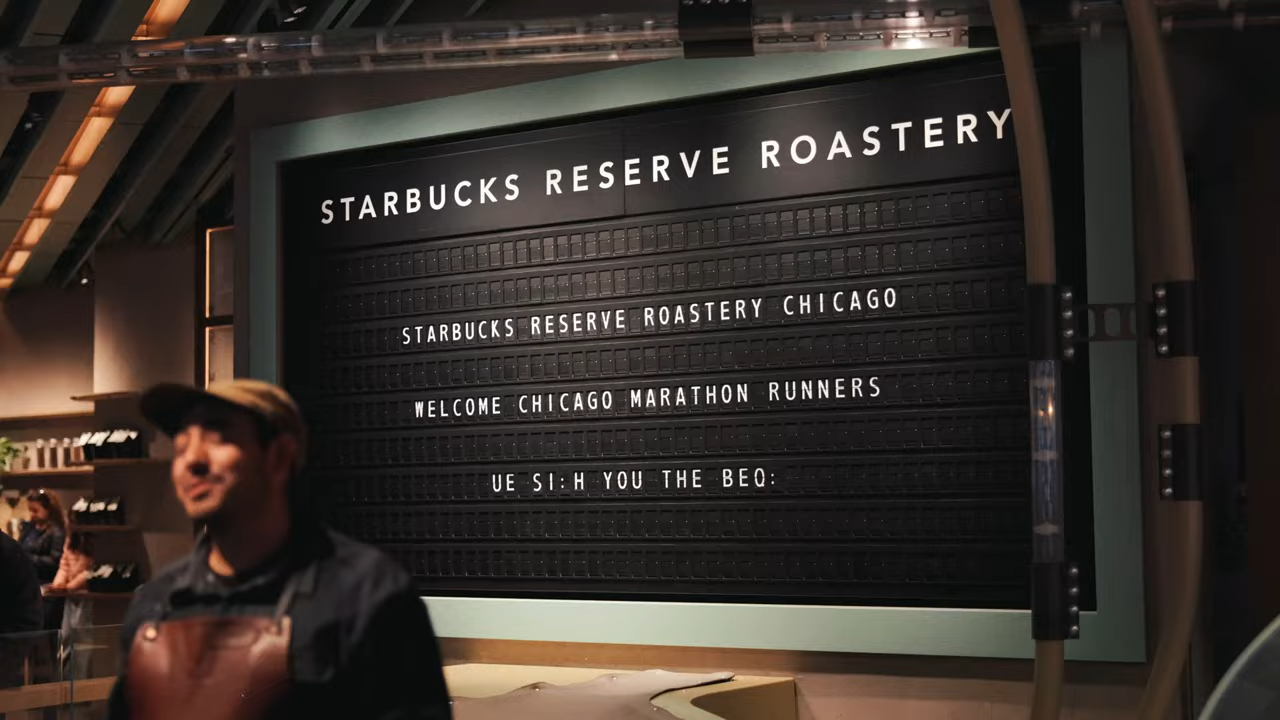 STARBUCKS RESERVE ROASTERY
STARBUCKS RESERVE ROASTERY CHICAGO
WELCOME CHICAGO MARATHON RUNNERS
UE SI:H YOU THE BEQ: